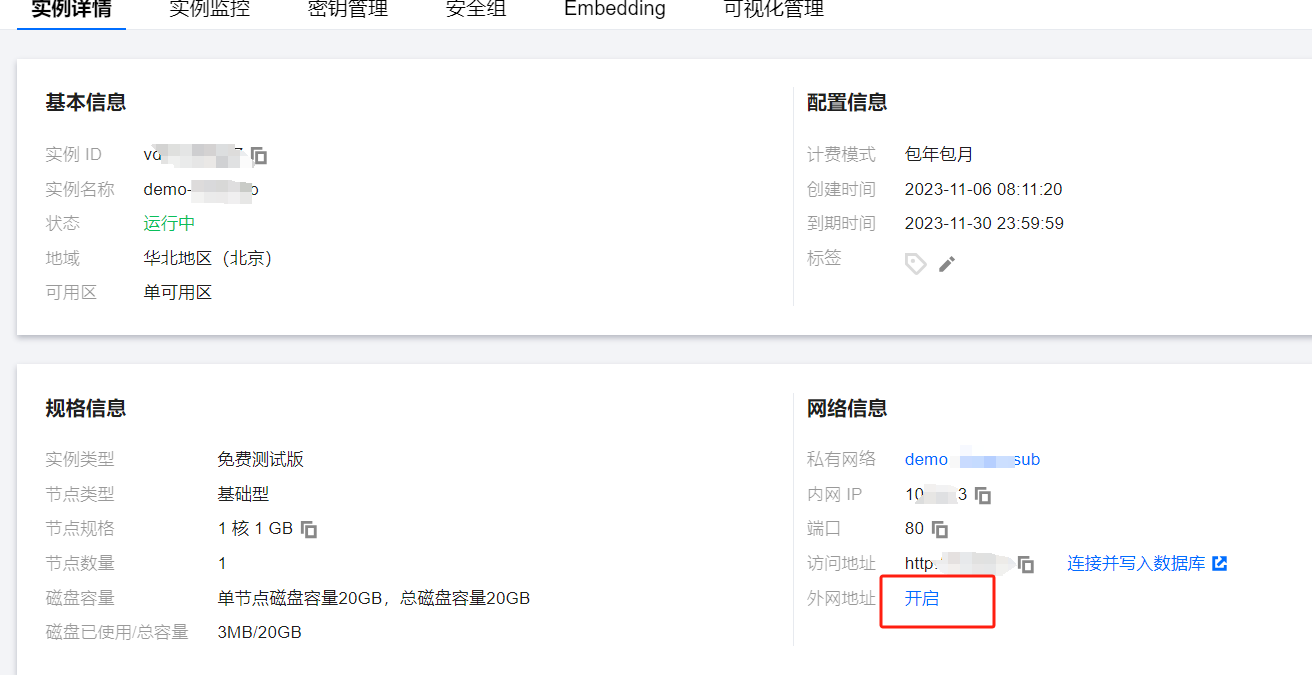 实例详情 实例监控 密钥管理 安全组 Embedding 可视化管理
基本信息
实例 ID
实例名称 demo-
状态 运行中
地域 华北地区（北京）
可用区 单可用区
配置信息
计费模式 包年包月
创建时间 2023-11-06 08:11:20
到期时间 2023-11-30 23:59:59
标签
规格信息
实例类型 免费测试版
节点类型 基础型
节点规格 1 核 1 GB
节点数量 1
磁盘容量 单节点磁盘容量20GB，总磁盘容量20GB
磁盘已使用/总容量 3MB/20GB
网络信息
私有网络 demo sub
内网 IP 10 3
端口 80
访问地址 http: 连接并写入数据库
外网地址 开启